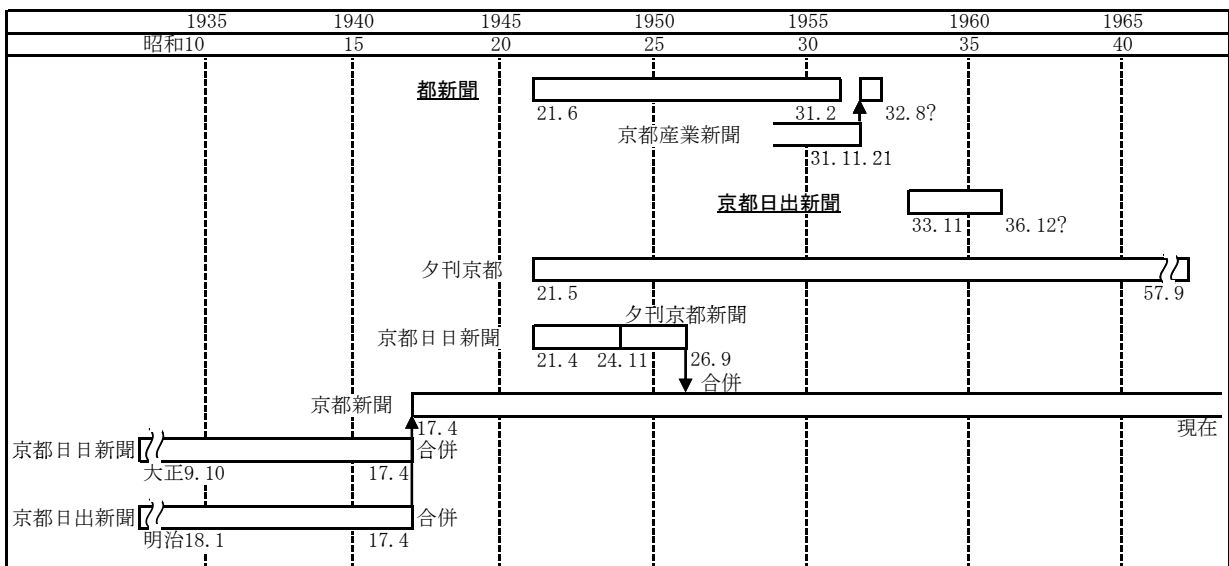 1935 1940 1945 1950 1955 1960 1965
昭和10 15 20 25 30 35 40
都新聞
21.6 31.2 32.8?
京都産業新聞
31.11.21
京都日出新聞
33.11 36.12?
夕刊京都
21.5 57.9
夕刊京都新聞
京都日日新聞
21.4 24.11 26.9
合併
京都新聞
17.4 現在
京都日日新聞 合併
大正9.10 17.4
京都日出新聞 合併
明治18.1 17.4